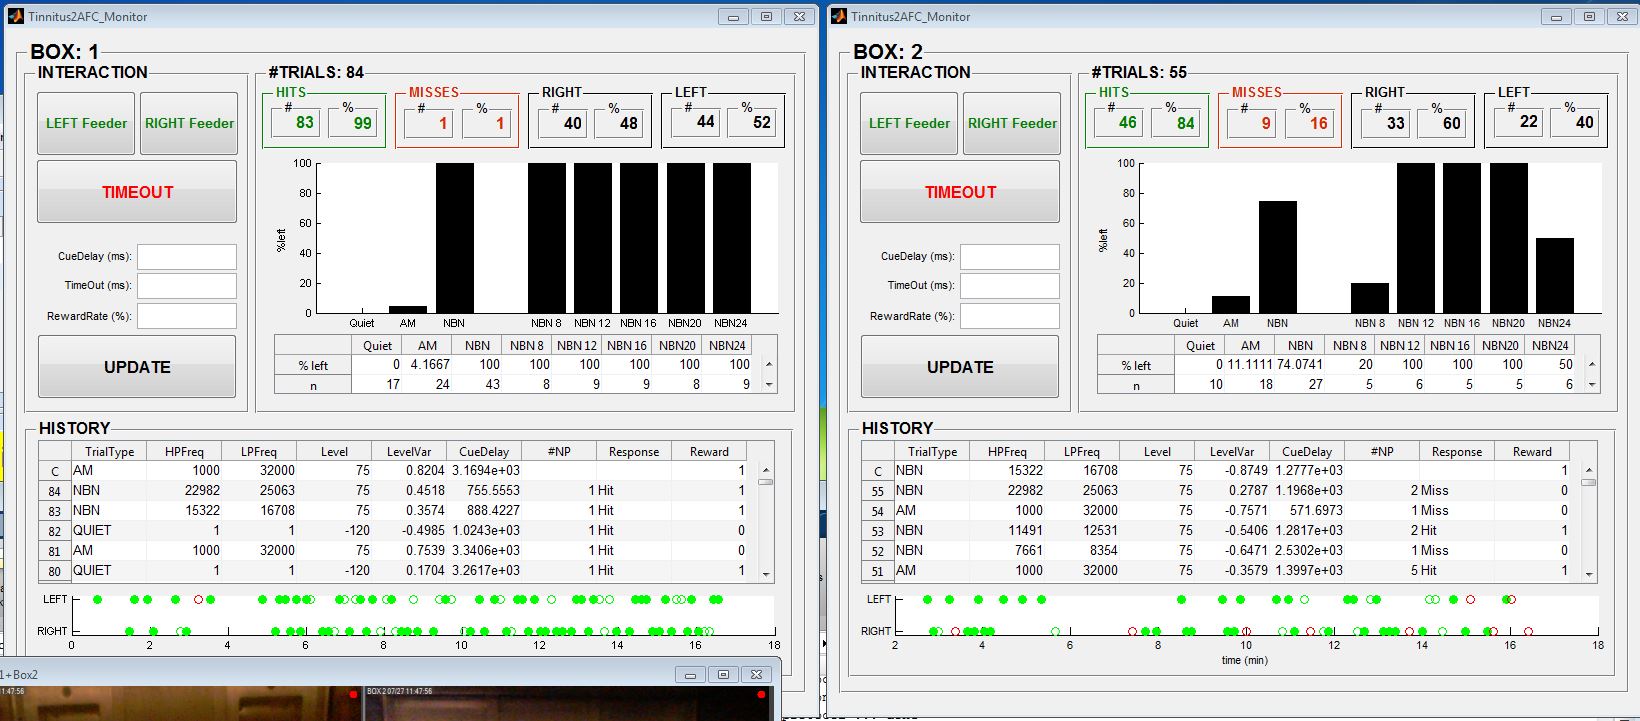 Tinnitus2AFC_Monitor
BOX: 1
INTERACTION
LEFT Feeder RIGHT Feeder
TIMEOUT
CueDelay (ms):
TimeOut (ms):
RewardRate (%):
UPDATE
#TRIALS: 84
HITS MISSES RIGHT LEFT
# % # % # % # %
83 99 1 1 40 48 44 52
100
80
60
40
20
0
%left
Quiet AM NBN NBN 8 NBN 12 NBN 16 NBN20 NBN24
Quiet AM NBN NBN 8 NBN 12 NBN 16 NBN20 NBN24
% left 0 4.1667 100 100 100 100 100 100
n 17 24 43 8 9 9 8 9
HISTORY
TrialType HPFreq LPFreq Level LevelVar CueDelay #NP Response Reward
C AM 1000 32000 75 0.8204 3.1694e+03 1
84 NBN 22982 25063 75 0.4518 755.5553 1 Hit 1
83 NBN 15322 16708 75 0.3574 888.4227 1 Hit 1
82 QUIET 1 1 -120 -0.4985 1.0243e+03 1 Hit 0
81 AM 1000 32000 75 0.7539 3.3406e+03 1 Hit 0
80 QUIET 1 1 -120 0.1704 3.2617e+03 1 Hit 1
LEFT
RIGHT
0 2 4 6 8 10 12 14 16 18
1+Box2
11:47:56
BOX 2 07/27 11:47:56
Tinnitus2AFC_Monitor
BOX: 2
INTERACTION
LEFT Feeder RIGHT Feeder
TIMEOUT
CueDelay (ms):
TimeOut (ms):
RewardRate (%):
UPDATE
#TRIALS: 55
HITS MISSES RIGHT LEFT
# % # % # % # %
46 84 9 16 33 60 22 40
100
80
60
40
20
0
%left
Quiet AM NBN NBN 8 NBN 12 NBN 16 NBN20 NBN24
Quiet AM NBN NBN 8 NBN 12 NBN 16 NBN20 NBN24
% left 0 11.1111 74.0741 20 100 100 100 50
n 10 18 27 5 6 5 5 6
HISTORY
TrialType HPFreq LPFreq Level LevelVar CueDelay #NP Response Reward
C NBN 15322 16708 75 -0.8749 1.2777e+03 1
55 NBN 22982 25063 75 0.2787 1.1968e+03 2 Miss 0
54 AM 1000 32000 75 -0.7571 571.6973 1 Miss 0
53 NBN 11491 12531 75 -0.5406 1.2817e+03 2 Hit 1
52 NBN 7661 8354 75 -0.6471 2.5302e+03 1 Miss 0
51 AM 1000 32000 75 -0.3579 1.3997e+03 5 Hit 1
LEFT
RIGHT
2 4 6 8 10 12 14 16 18
time (min)